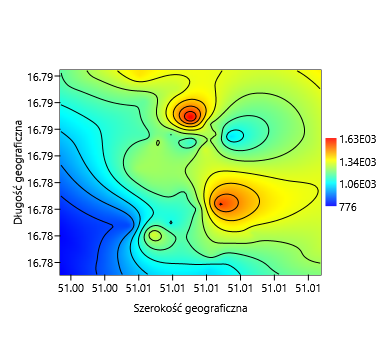 16.79
16.79
16.79
16.79
16.78
16.78
16.78
16.78
Długość geograficzna
51.00 51.00 51.01 51.01 51.01 51.01 51.01 51.01
Szerokość geograficzna
1.63E03
1.34E03
1.06E03
776